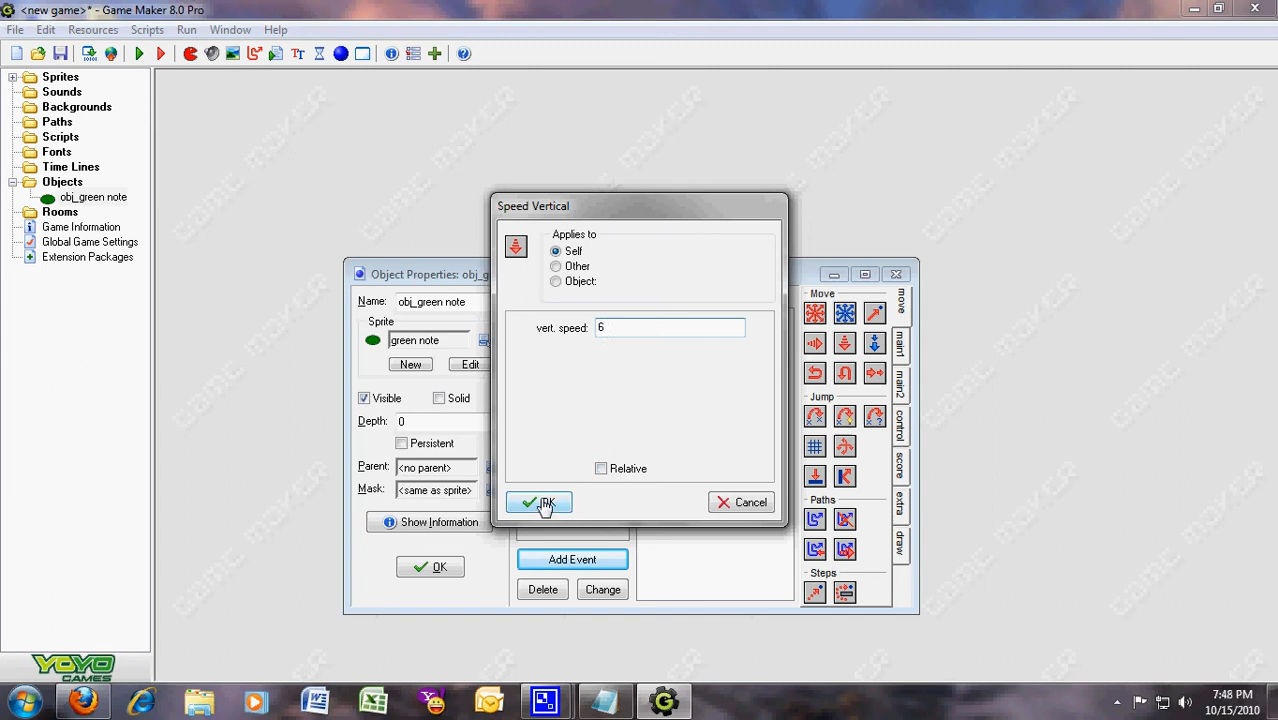 <new game>* - Game Maker 8.0 Pro
File Edit Resources Scripts Run Window Help
Sprites
Sounds
Backgrounds
Paths
Scripts
Fonts
Time Lines
Objects
obj_green note
Rooms
Game Information
Global Game Settings
Extension Packages
YOYO
GAMES
Speed Vertical
Applies to
Self
Other
Object:
vert. speed: 6
Relative
Cancel
Object Properties: obj_g
Name: obj_green note
Sprite
green note
New Edit
Visible Solid
Depth: 0
Persistent
Parent: <no parent>
Mask: <same as sprite>
Show Information
OK
Add Event
Delete Change
Move
Jump
Paths
Steps
move
main1
main2
control
score
extra
draw
game maker
7:48 PM
10/15/2010